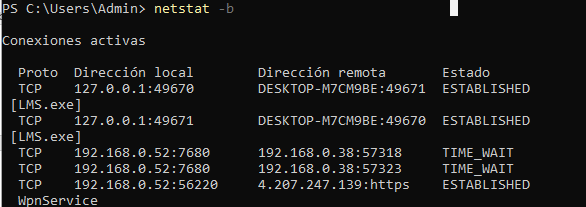 PS C:\Users\Admin> netstat -b
Conexiones activas
Proto Dirección local Dirección remota Estado
TCP 127.0.0.1:49670 DESKTOP-M7CM9BE:49671 ESTABLISHED
[LMS.exe]
TCP 127.0.0.1:49671 DESKTOP-M7CM9BE:49670 ESTABLISHED
[LMS.exe]
TCP 192.168.0.52:7680 192.168.0.38:57318 TIME_WAIT
TCP 192.168.0.52:7680 192.168.0.38:57323 TIME_WAIT
TCP 192.168.0.52:56220 4.207.247.139:https ESTABLISHED
WpnService